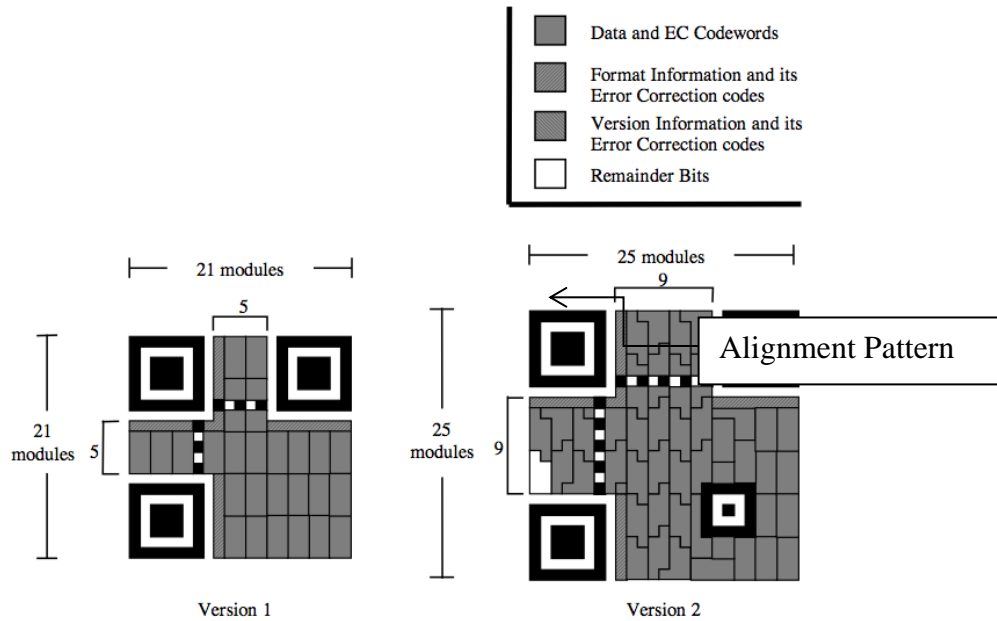 Data and EC Codewords
Format Information and its
Error Correction codes
Version Information and its
Error Correction codes
Remainder Bits
21 modules
5
21
modules
5
Version 1
25 modules
9
Alignment Pattern
25
modules
9
Version 2